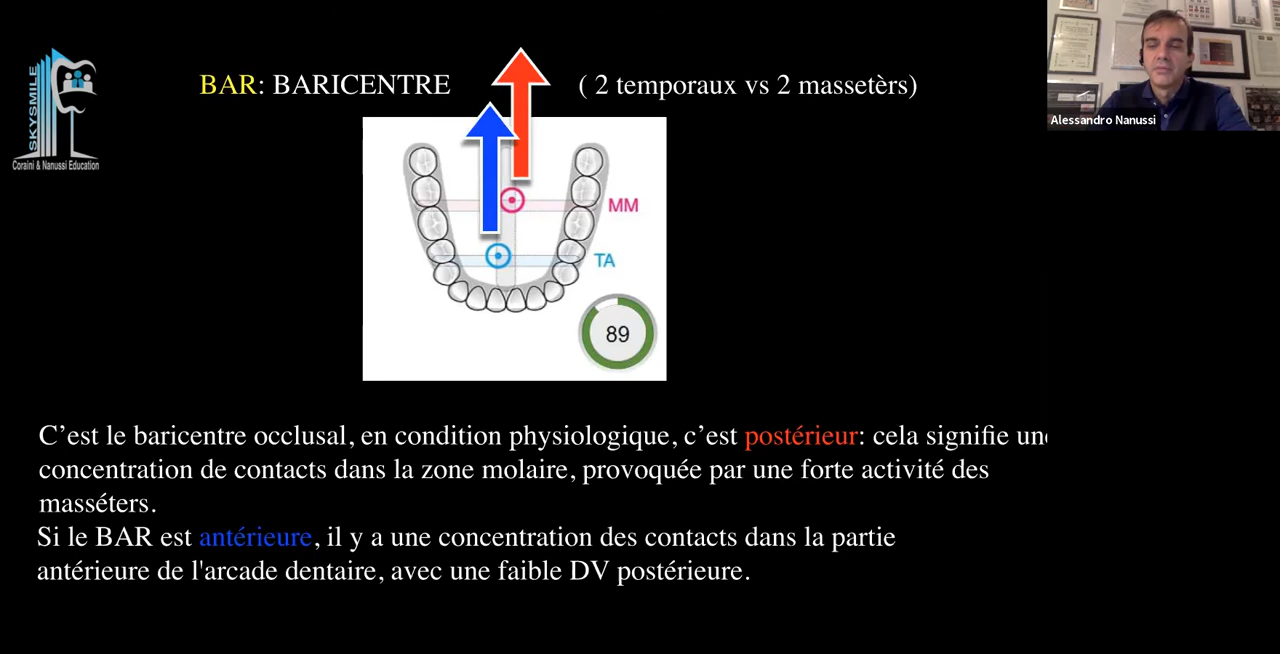 SKYSMILE
Coraini & Nanussi Education
BAR: BARICENTRE ( 2 temporaux vs 2 massetèrs)
Alessandro Nanussi
MM
TA
89
C’est le baricentre occlusal, en condition physiologique, c’est postérieur: cela signifie un
concentration de contacts dans la zone molaire, provoquée par une forte activité des
masséters.
Si le BAR est antérieure, il y a une concentration des contacts dans la partie
antérieure de l'arcade dentaire, avec une faible DV postérieure.